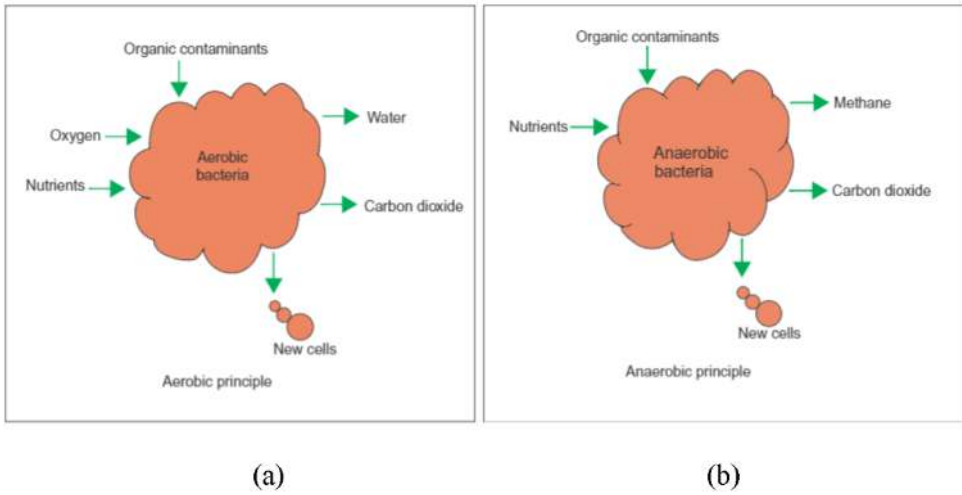 Organic contaminants
Oxygen
Nutrients
Aerobic
bacteria
Water
Carbon dioxide
New cells
Aerobic principle
Organic contaminants
Nutrients
Anaerobic
bacteria
Methane
Carbon dioxide
New cells
Anaerobic principle
(a)
(b)